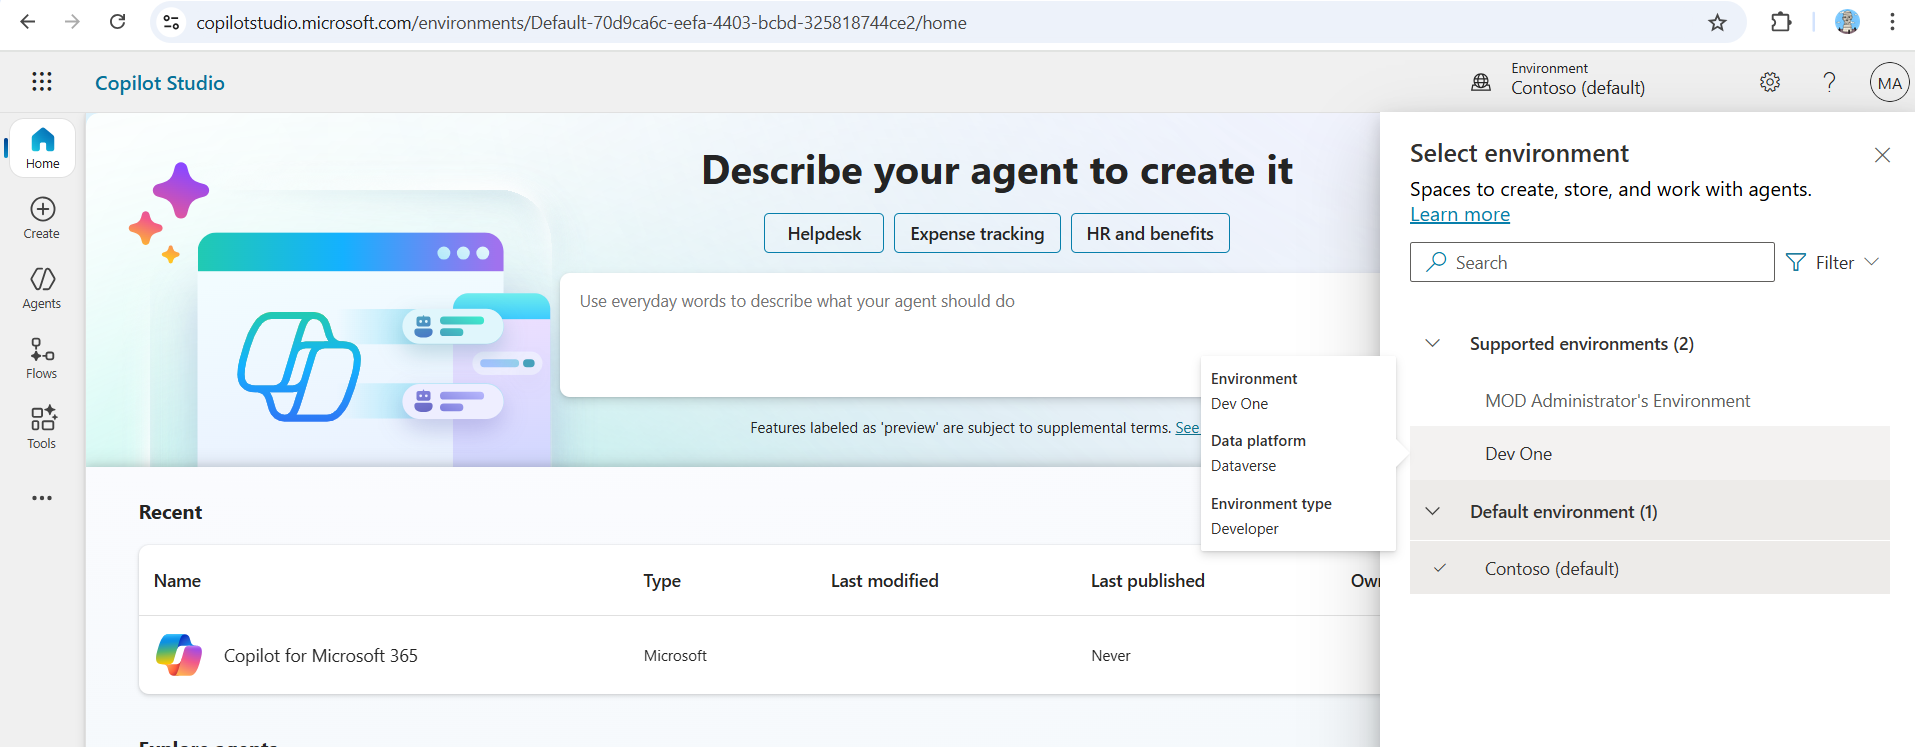 copilotstudio.microsoft.com/environments/Default-70d9ca6c-eefa-4403-bcbd-325818744ce2/home
Copilot Studio
Environment
Contoso (default)
MA
Home
Create
Agents
Flows
Tools
Describe your agent to create it
Helpdesk
Expense tracking
HR and benefits
Use everyday words to describe what your agent should do
Features labeled as 'preview' are subject to supplemental terms. See
Recent
Name
Type
Last modified
Last published
Copilot for Microsoft 365
Microsoft
Never
Environment
Dev One
Data platform
Dataverse
Environment type
Developer
Select environment
Spaces to create, store, and work with agents.
Learn more
Search
Filter
Supported environments (2)
MOD Administrator's Environment
Dev One
Default environment (1)
Contoso (default)